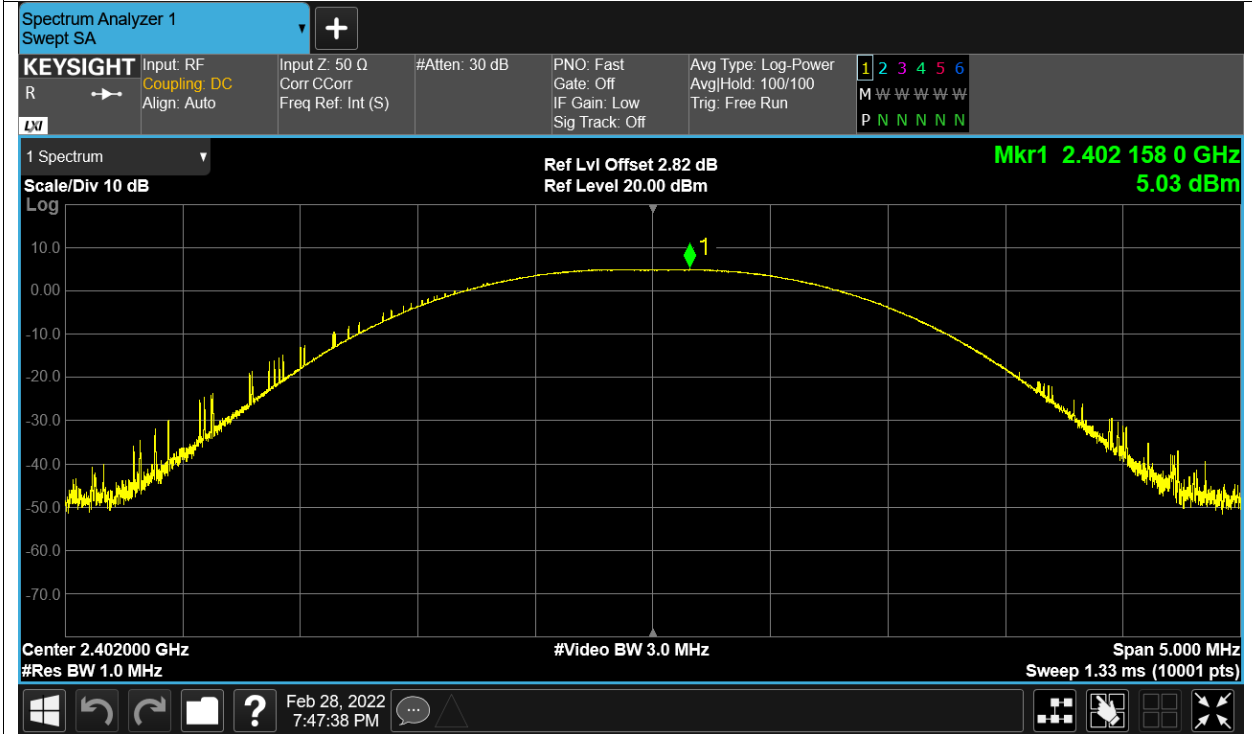 Spectrum Analyzer 1
Swept SA
+
KEYSIGHT
R
LXI
Input: RF
Coupling: DC
Align: Auto
Input Z: 50 Ω
Corr CCorr
Freq Ref: Int (S)
#Atten: 30 dB
PNO: Fast
Gate: Off
IF Gain: Low
Sig Track: Off
Avg Type: Log-Power
Avg|Hold: 100/100
Trig: Free Run
1 2 3 4 5 6
M W W W W W
P N N N N N
1 Spectrum
Scale/Div 10 dB
Log
Ref Lvl Offset 2.82 dB
Ref Level 20.00 dBm
Mkr1 2.402 158 0 GHz
5.03 dBm
1
10.0
0.00
-10.0
-20.0
-30.0
-40.0
-50.0
-60.0
-70.0
Center 2.402000 GHz
#Res BW 1.0 MHz
#Video BW 3.0 MHz
Span 5.000 MHz
Sweep 1.33 ms (10001 pts)
?
Feb 28, 2022
7:47:38 PM